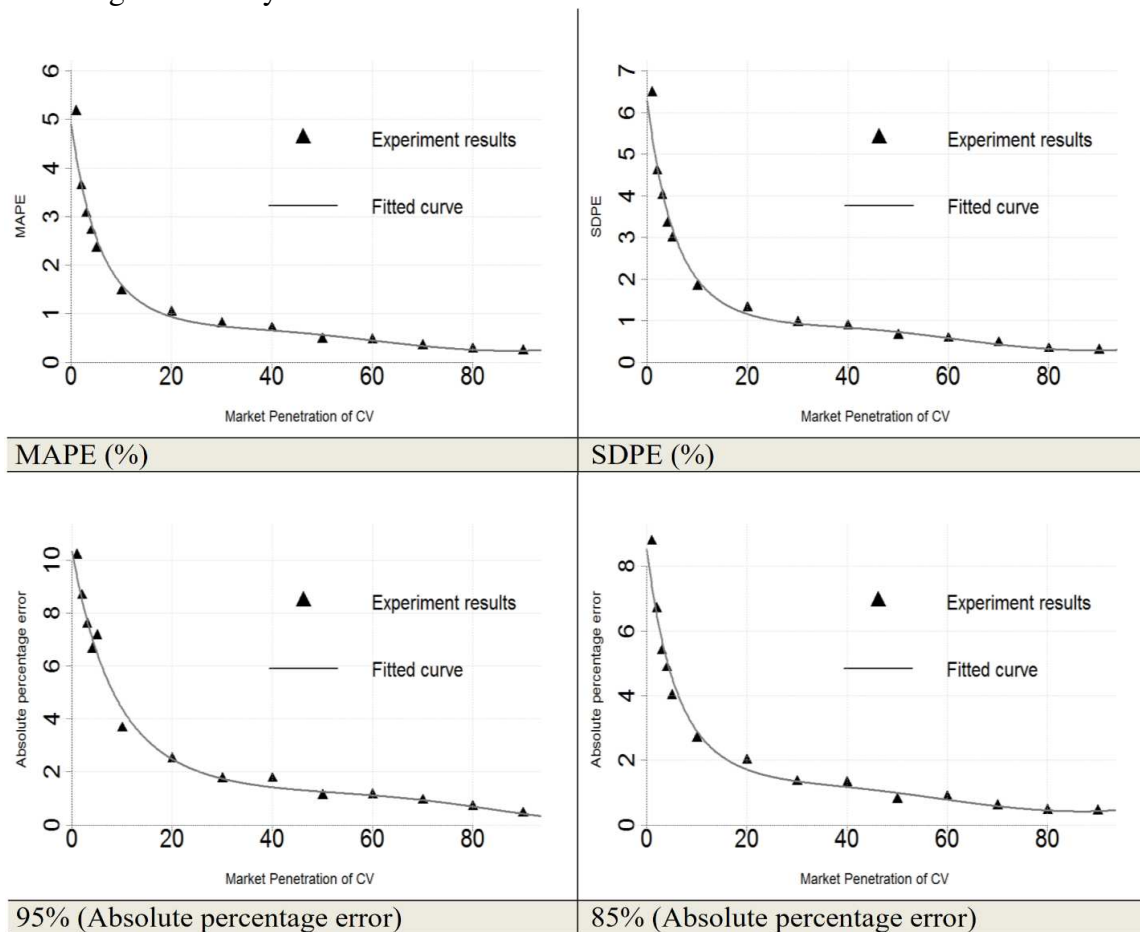 6
5
4
3
2
1
0
MAPE
Experiment results
Fitted curve
0 20 40 60 80
Market Penetration of CV
7
6
5
4
3
2
1
0
SDPE
Experiment results
Fitted curve
0 20 40 60 80
Market Penetration of CV
MAPE (%)
SDPE (%)
10
8
6
4
2
0
Absolute percentage error
Experiment results
Fitted curve
0 20 40 60 80
Market Penetration of CV
8
6
4
2
0
Absolute percentage error
Experiment results
Fitted curve
0 20 40 60 80
Market Penetration of CV
95% (Absolute percentage error)
85% (Absolute percentage error)